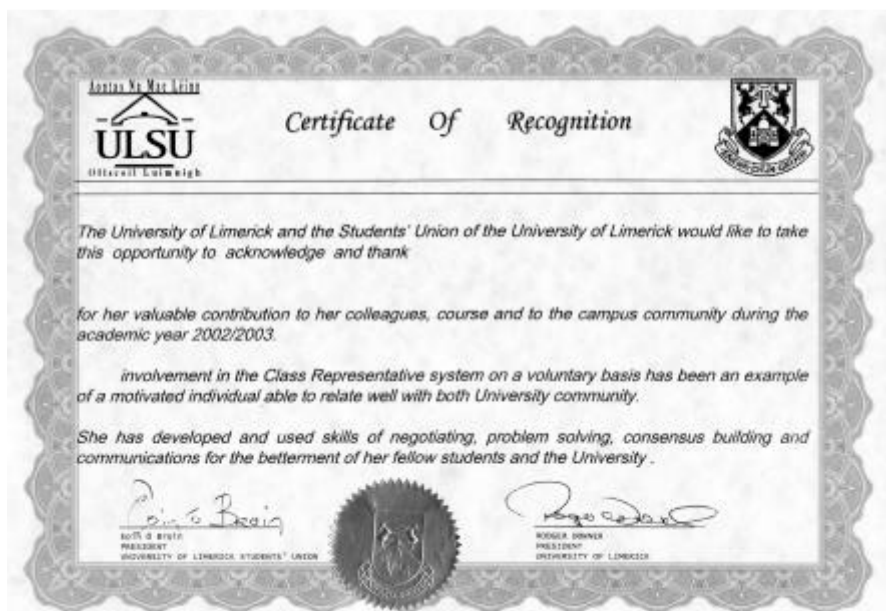 Aontas Na Mac Léinn
ULSU
Ollscoil Luimnigh
Certificate Of Recognition
The University of Limerick and the Students' Union of the University of Limerick would like to take
this opportunity to acknowledge and thank
for her valuable contribution to her colleagues, course and to the campus community during the
academic year 2002/2003.
involvement in the Class Representative system on a voluntary basis has been an example
of a motivated individual able to relate well with both University community.
She has developed and used skills of negotiating, problem solving, consensus building and
communications for the betterment of her fellow students and the University .
PRESIDENT
UNIVERSITY OF LIMERICK STUDENTS' UNION
ROGER DOWNER
PRESIDENT
UNIVERSITY OF LIMERICK